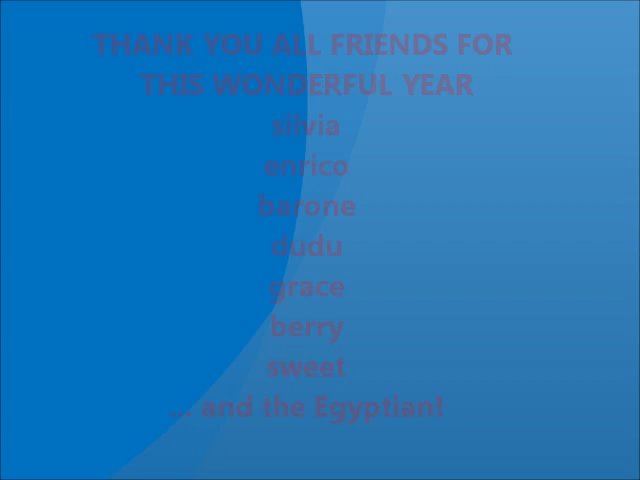 THANK YOU ALL FRIENDS FOR
THIS WONDERFUL YEAR
silvia
enrico
barone
dudu
grace
berry
sweet
... and the Egyptian!